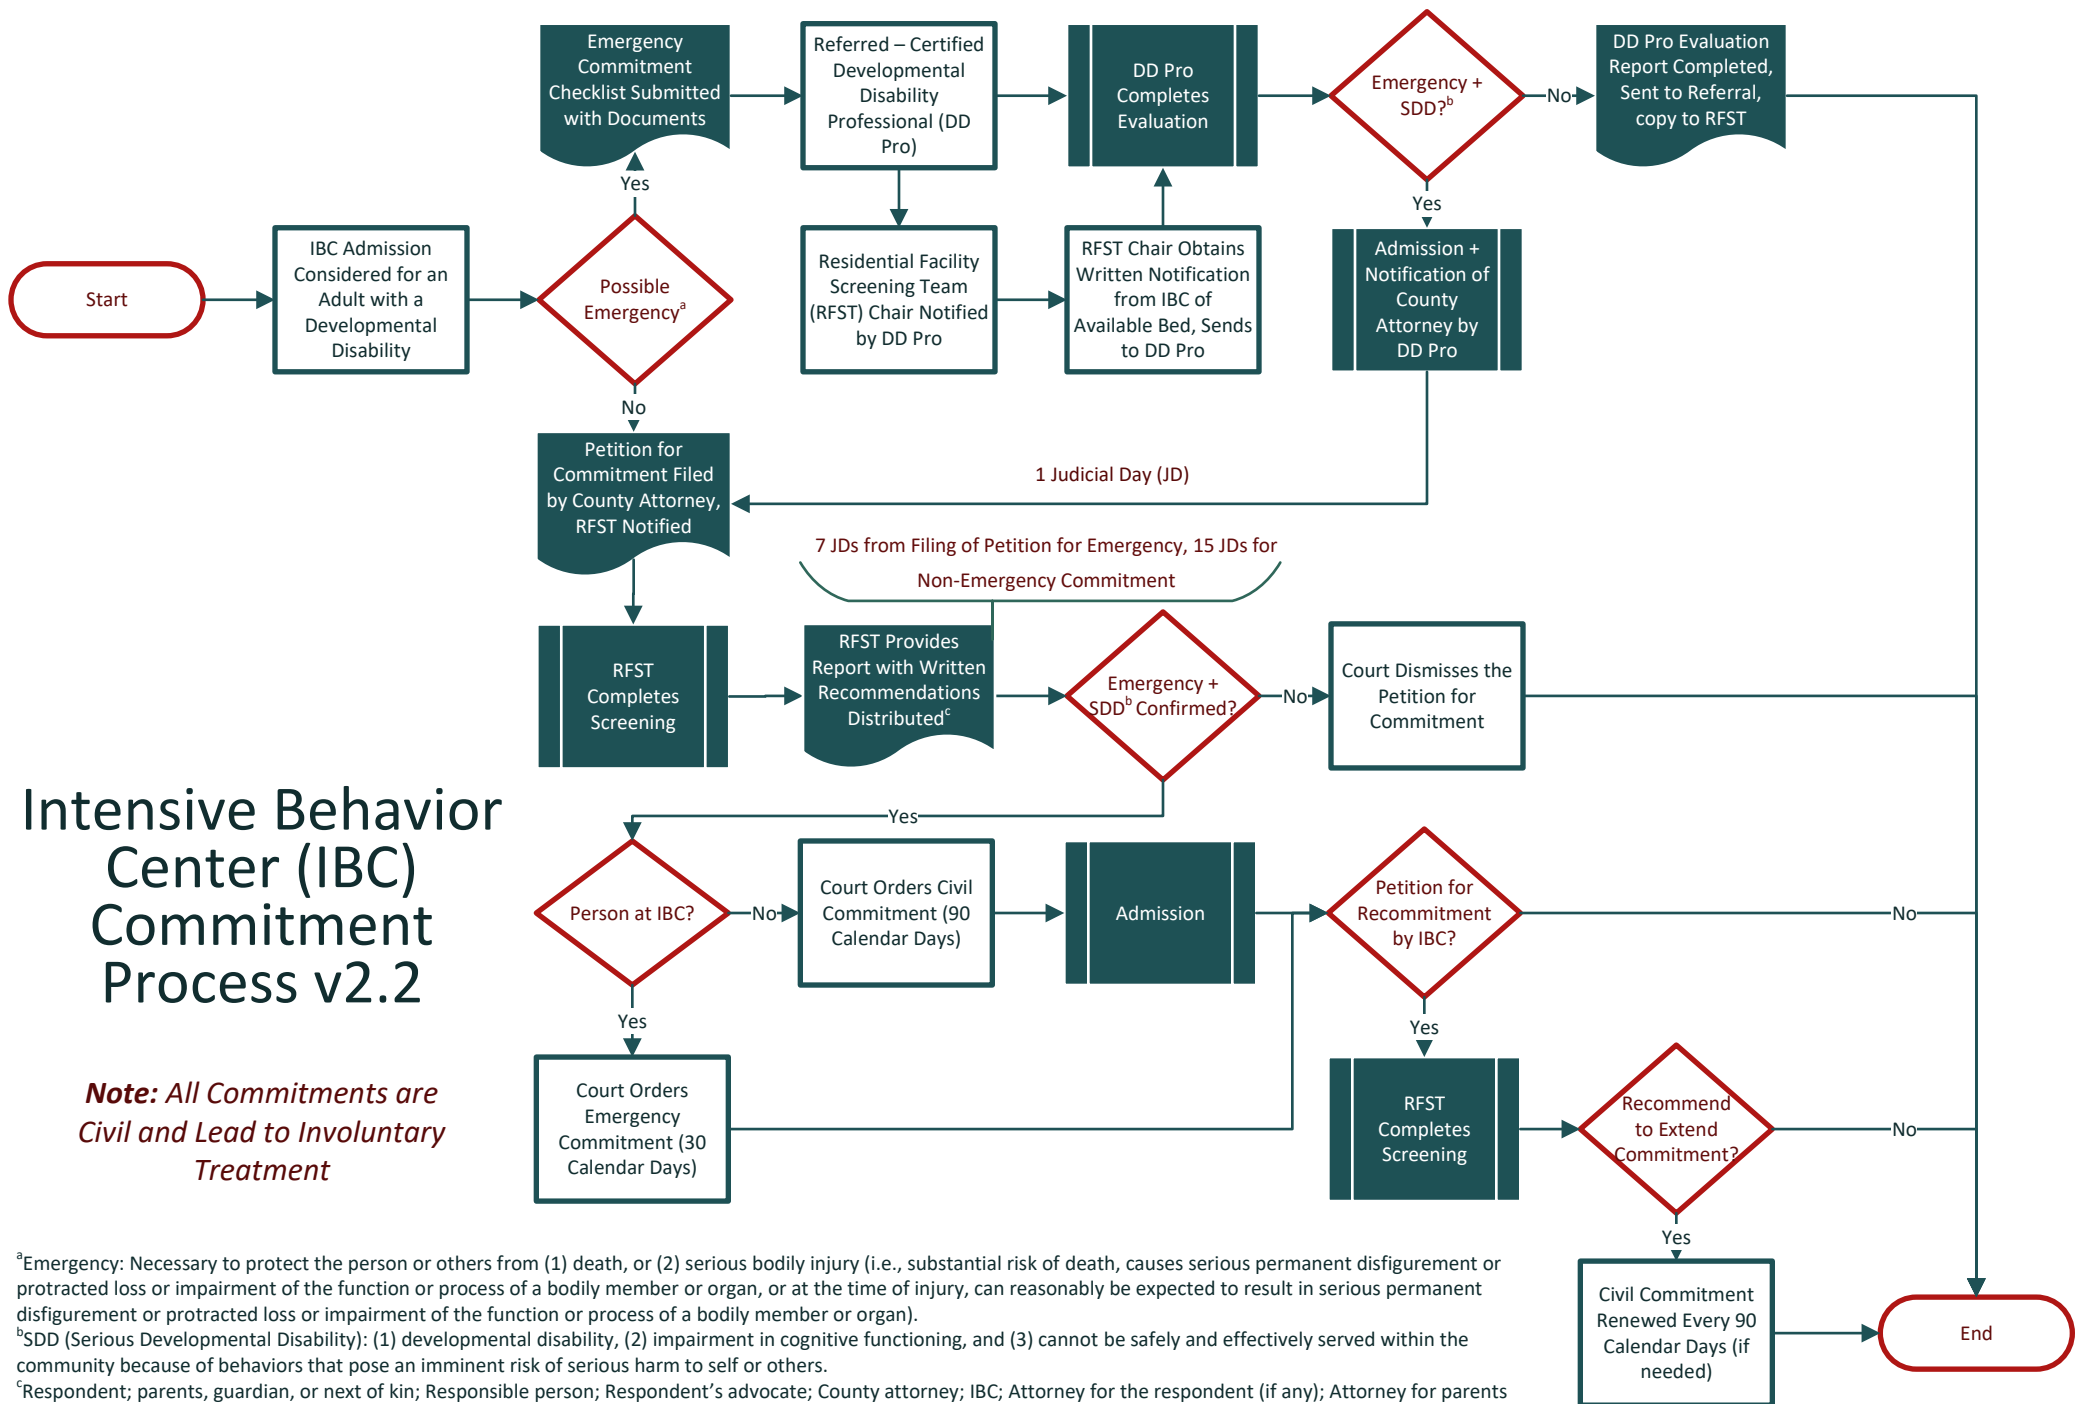 Emergency
Commitment
Checklist Submitted
with Documents
Referred – Certified
Developmental
Disability
Professional (DD
Pro)
DD Pro
Completes
Evaluation
Emergency +
SDD?b
No
DD Pro Evaluation
Report Completed,
Sent to Referral,
copy to RFST
Yes
Yes
Start
IBC Admission
Considered for an
Adult with a
Developmental
Disability
Possible
Emergencya
Residential Facility
Screening Team
(RFST) Chair Notified
by DD Pro
RFST Chair Obtains
Written Notification
from IBC of
Available Bed, Sends
to DD Pro
Admission +
Notification of
County
Attorney by
DD Pro
No
Petition for
Commitment Filed
by County Attorney,
RFST Notified
1 Judicial Day (JD)
7 JDs from Filing of Petition for Emergency, 15 JDs for
Non-Emergency Commitment
RFST
Completes
Screening
RFST Provides
Report with Written
Recommendations
Distributedc
Emergency +
SDDb Confirmed?
No
Court Dismisses the
Petition for
Commitment
Yes
Intensive Behavior
Center (IBC)
Commitment
Process v2.2
Person at IBC?
No
Court Orders Civil
Commitment (90
Calendar Days)
Admission
Petition for
Recommitment
by IBC?
No
Yes
Yes
Note: All Commitments are
Civil and Lead to Involuntary
Treatment
Court Orders
Emergency
Commitment (30
Calendar Days)
RFST
Completes
Screening
Recommend
to Extend
Commitment?
No
Yes
Civil Commitment
Renewed Every 90
Calendar Days (if
needed)
End
aEmergency: Necessary to protect the person or others from (1) death, or (2) serious bodily injury (i.e., substantial risk of death, causes serious permanent disfigurement or
protracted loss or impairment of the function or process of a bodily member or organ, or at the time of injury, can reasonably be expected to result in serious permanent
disfigurement or protracted loss or impairment of the function or process of a bodily member or organ).
bSDD (Serious Developmental Disability): (1) developmental disability, (2) impairment in cognitive functioning, and (3) cannot be safely and effectively served within the
community because of behaviors that pose an imminent risk of serious harm to self or others.
cRespondent; parents, guardian, or next of kin; Responsible person; Respondent's advocate; County attorney; IBC; Attorney for the respondent (if any); Attorney for parents